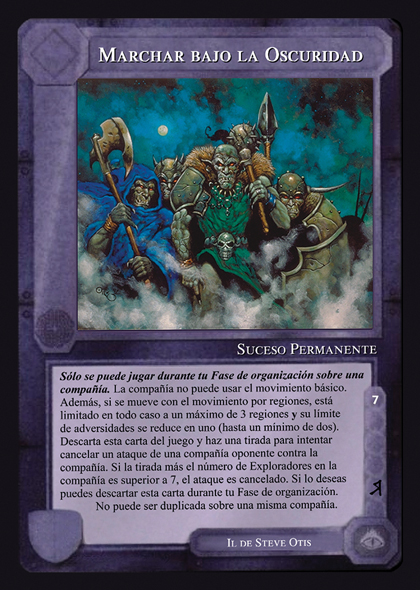 Marchar bajo la Oscuridad
Suceso Permanente
Sólo se puede jugar durante tu Fase de organización sobre una
compañía. La compañía no puede usar el movimiento básico.
Además, si se mueve con el movimiento por regiones, está
limitado en todo caso a un máximo de 3 regiones y su límite
de adversidades se reduce en uno (hasta un mínimo de dos).
Descarta esta carta del juego y haz una tirada para intentar
cancelar un ataque de una compañía oponente contra la
compañía. Si la tirada más el número de Exploradores en la
compañía es superior a 7, el ataque es cancelado. Si lo deseas
puedes descartar esta carta durante tu Fase de organización.
No puede ser duplicada sobre una misma compañía.
7
Il de Steve Otis